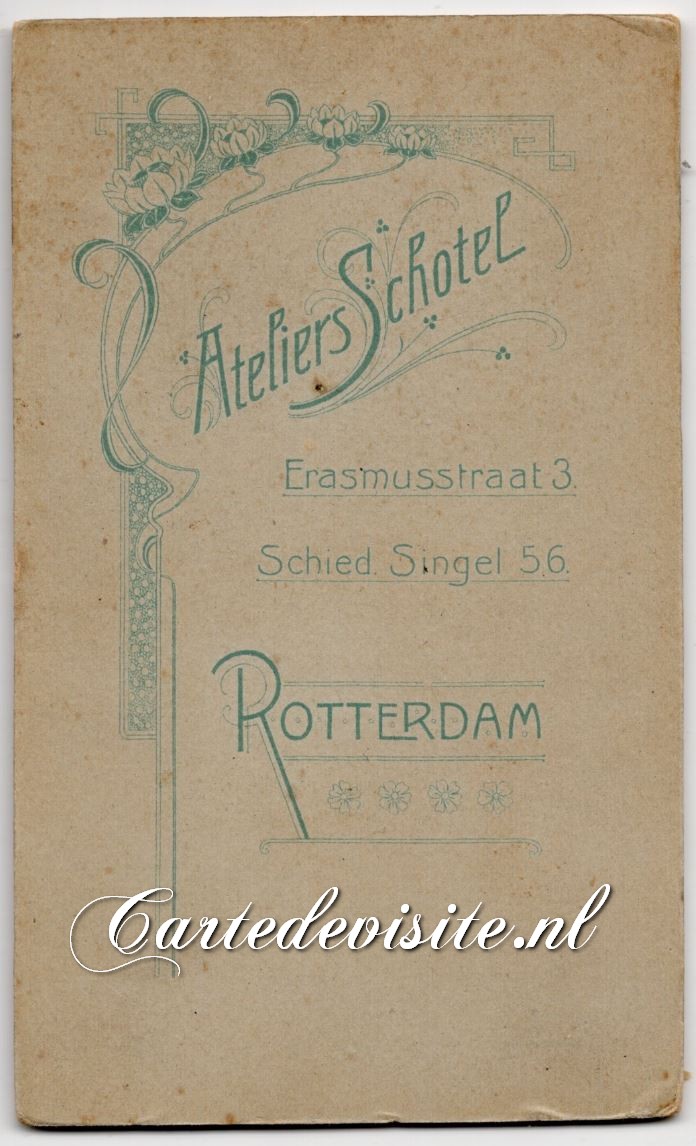 Ateliers Schotel
Erasmusstraat 3.
Schied. Singel 56.
Rotterdam
Cartedevisite.nl